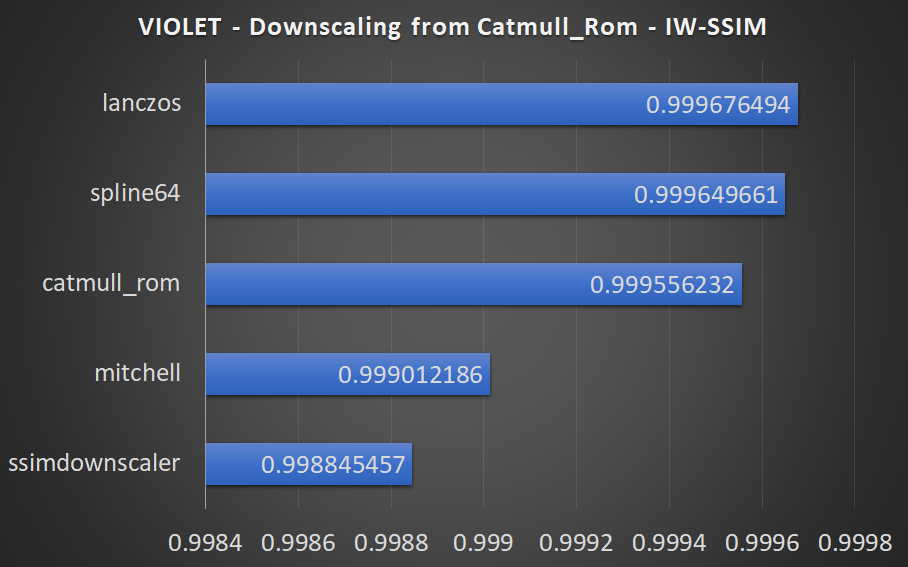 VIOLET - Downscaling from Catmull_Rom - IW-SSIM
lanczos 0.999676494
spline64 0.999649661
catmull_rom 0.999556232
mitchell 0.999012186
ssimdownscaler 0.998845457
0.9984 0.9986 0.9988 0.999 0.9992 0.9994 0.9996 0.9998